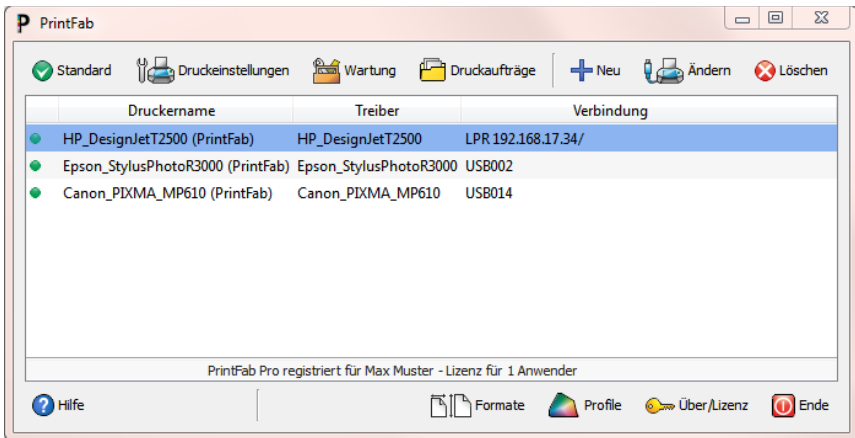 PrintFab
Standard Druckeinstellungen Wartung Druckaufträge Neu Ändern Löschen
Druckername Treiber Verbindung
HP_DesignJetT2500 (PrintFab) HP_DesignJetT2500 LPR 192.168.17.34/
Epson_StylusPhotoR3000 (PrintFab) Epson_StylusPhotoR3000 USB002
Canon_PIXMA_MP610 (PrintFab) Canon_PIXMA_MP610 USB014
PrintFab Pro registriert für Max Muster - Lizenz für 1 Anwender
Hilfe Formate Profile Über/Lizenz Ende